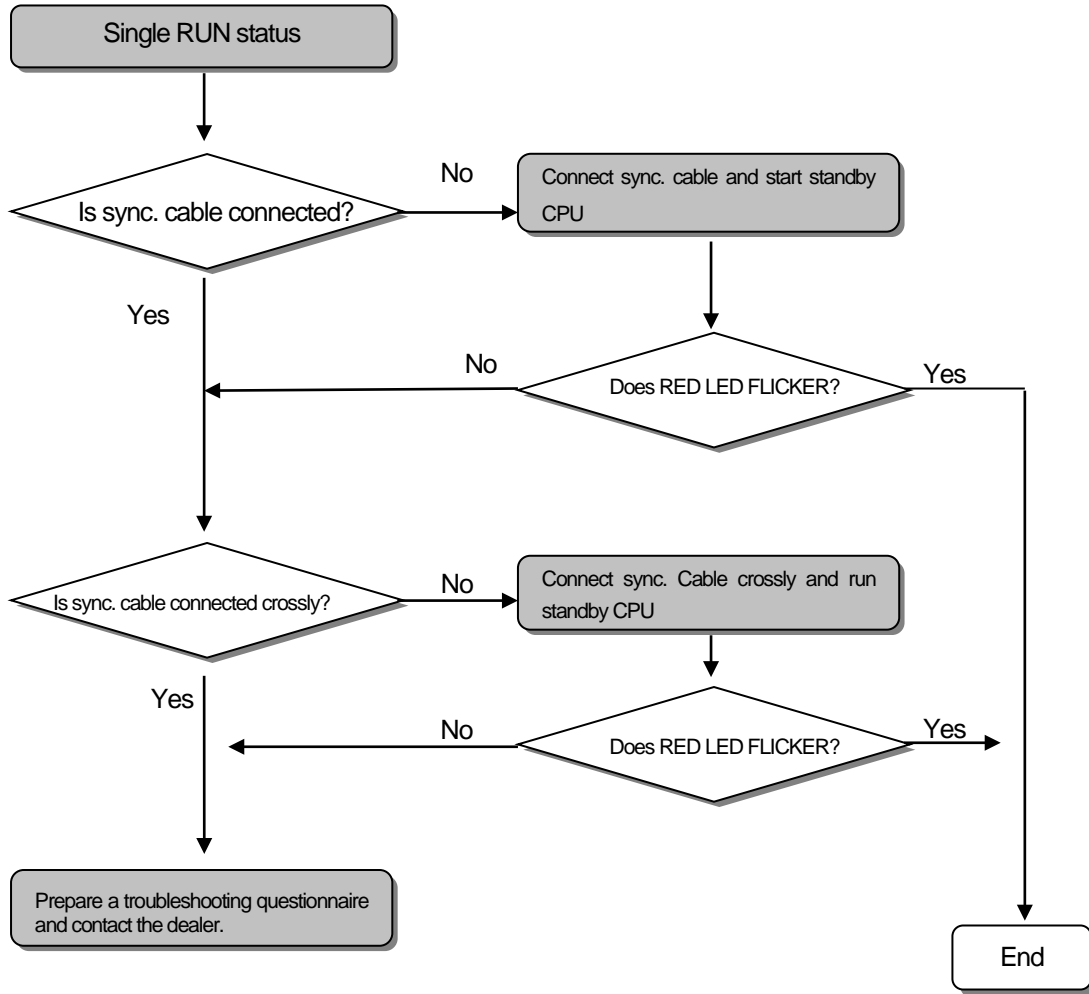 Single RUN status
Is sync. cable connected?
No
Connect sync. cable and start standby
CPU
Yes
Does RED LED FLICKER?
No
Yes
Is sync. cable connected crossly?
No
Connect sync. Cable crossly and run
standby CPU
Yes
Does RED LED FLICKER?
No
Yes
Prepare a troubleshooting questionnaire
and contact the dealer.
End